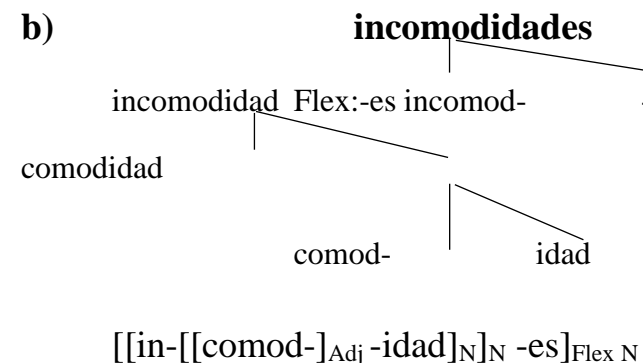 b) incomodidades
incomodidad Flex:-es incomod-
comodidad
comod- idad
[[in-[[comod-]Adj -idad]N]N -es]Flex N